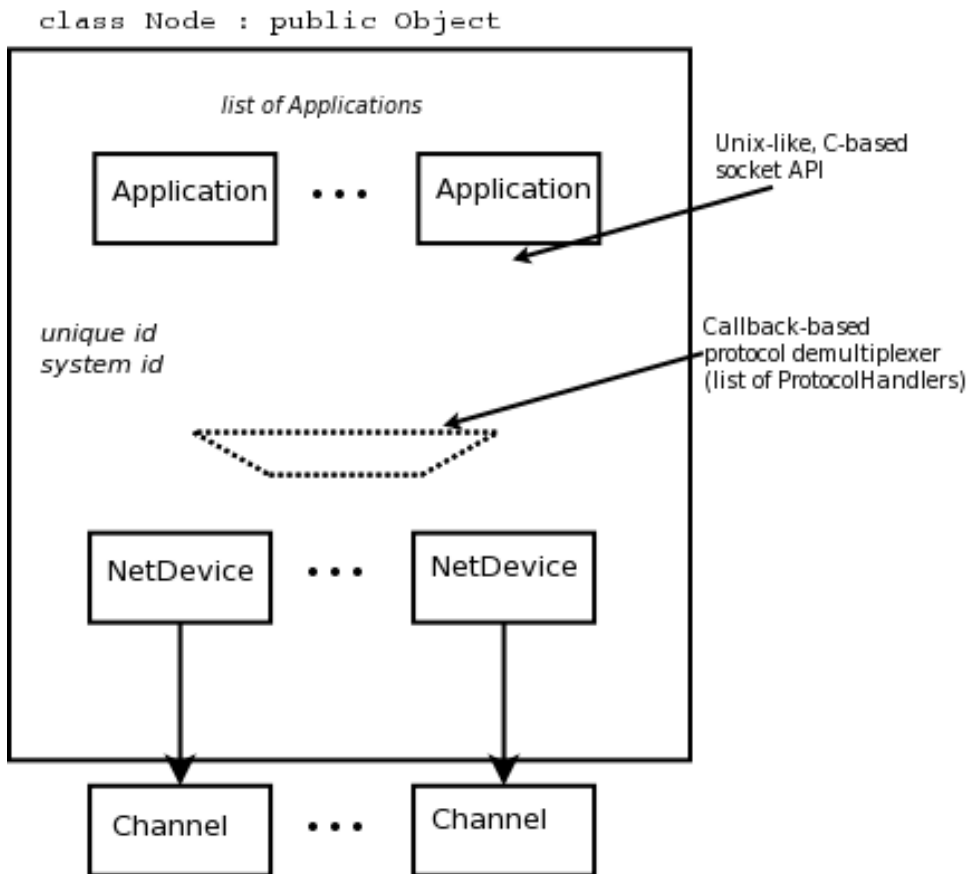 class Node : public Object
list of Applications
Unix-like, C-based
socket API
Application
• • •
Application
unique id
system id
Callback-based
protocol demultiplexer
(list of ProtocolHandlers)
NetDevice
• • •
NetDevice
Channel
• • •
Channel